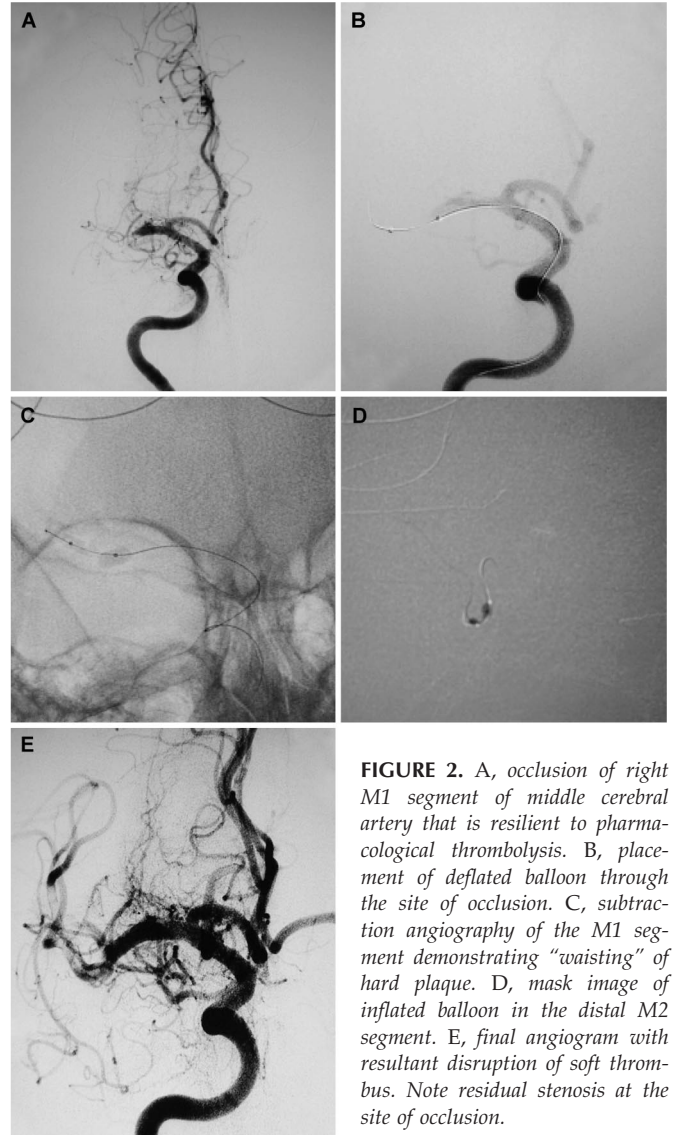 A
B
C
D
E
FIGURE 2. A, occlusion of right
M1 segment of middle cerebral
artery that is resilient to pharma-
cological thrombolysis. B, place-
ment of deflated balloon through
the site of occlusion. C, subtrac-
tion angiography of the M1 seg-
ment demonstrating “waisting” of
hard plaque. D, mask image of
inflated balloon in the distal M2
segment. E, final angiogram with
resultant disruption of soft throm-
bus. Note residual stenosis at the
site of occlusion.